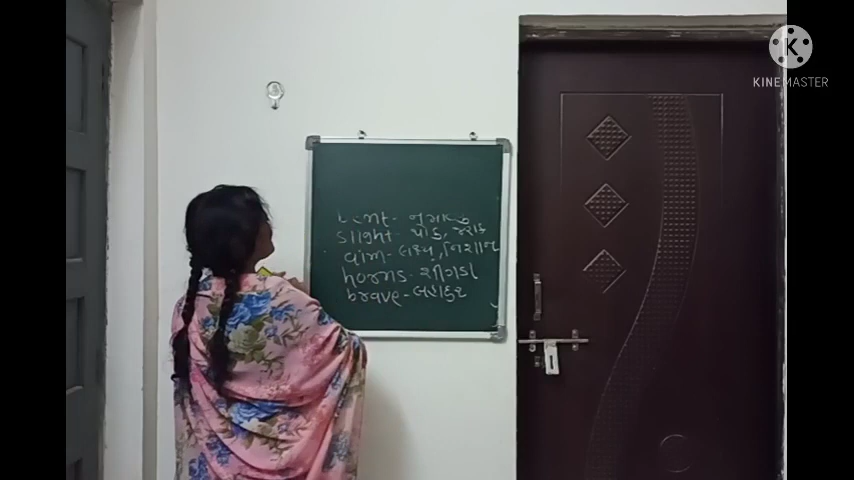 KINEMASTER
slight - થોડુ, જરાક
aim - લક્ષ્ય, નિશાન
horns - શીંગડા
brave - બહાદુર